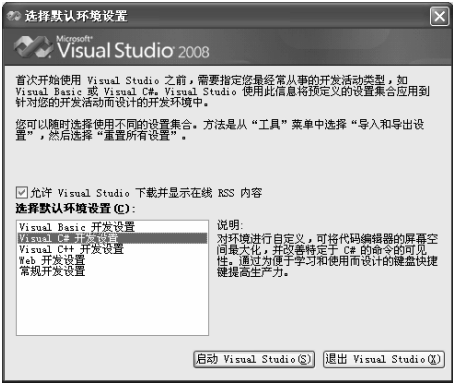 选择默认环境设置
Microsoft®
Visual Studio 2008
首次开始使用 Visual Studio 之前，需要指定您最经常从事的开发活动类型，如
Visual Basic 或 Visual C#。Visual Studio 使用此信息将预定义的设置集合应用到
针对您的开发活动而设计的开发环境中。
您可以随时选择使用不同的设置集合。方法是从“工具”菜单中选择“导入和导出设
置”，然后选择“重置所有设置”。
允许 Visual Studio 下载并显示在线 RSS 内容
选择默认环境设置(C)：
Visual Basic 开发设置
Visual C# 开发设置
Visual C++ 开发设置
Web 开发设置
常规开发设置
说明:
对环境进行自定义，可将代码编辑器的屏幕空
间最大化，并改善特定于 C# 的命令的可见
性。通过为便于学习和使用而设计的键盘快捷
键提高生产力。
启动 Visual Studio(S)
退出 Visual Studio(X)